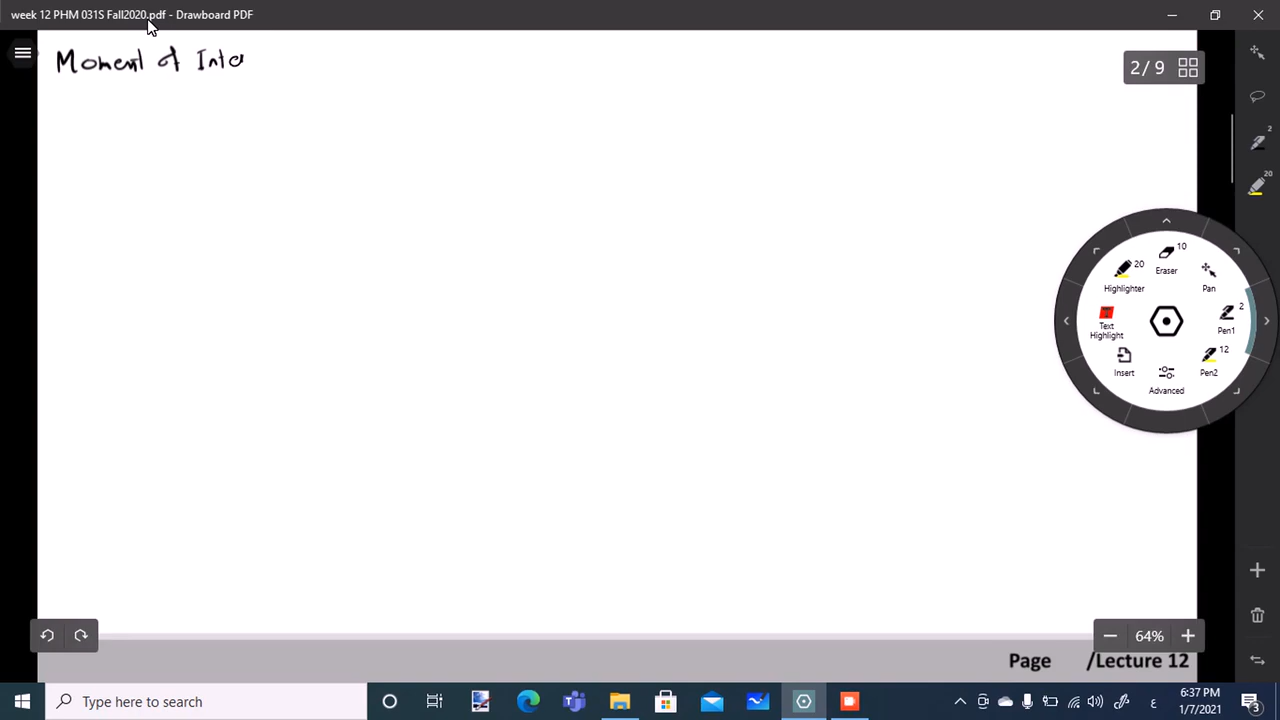 week 12 PHM 031S Fall2020.pdf - Drawboard PDF
Moment of Inte
2/9
2
20
10
Eraser
20
Highlighter
Pan
Text Highlight
2
Pen1
Insert
12
Pen2
Advanced
64%
Page /Lecture 12
Type here to search
ع
6:37 PM
1/7/2021
3